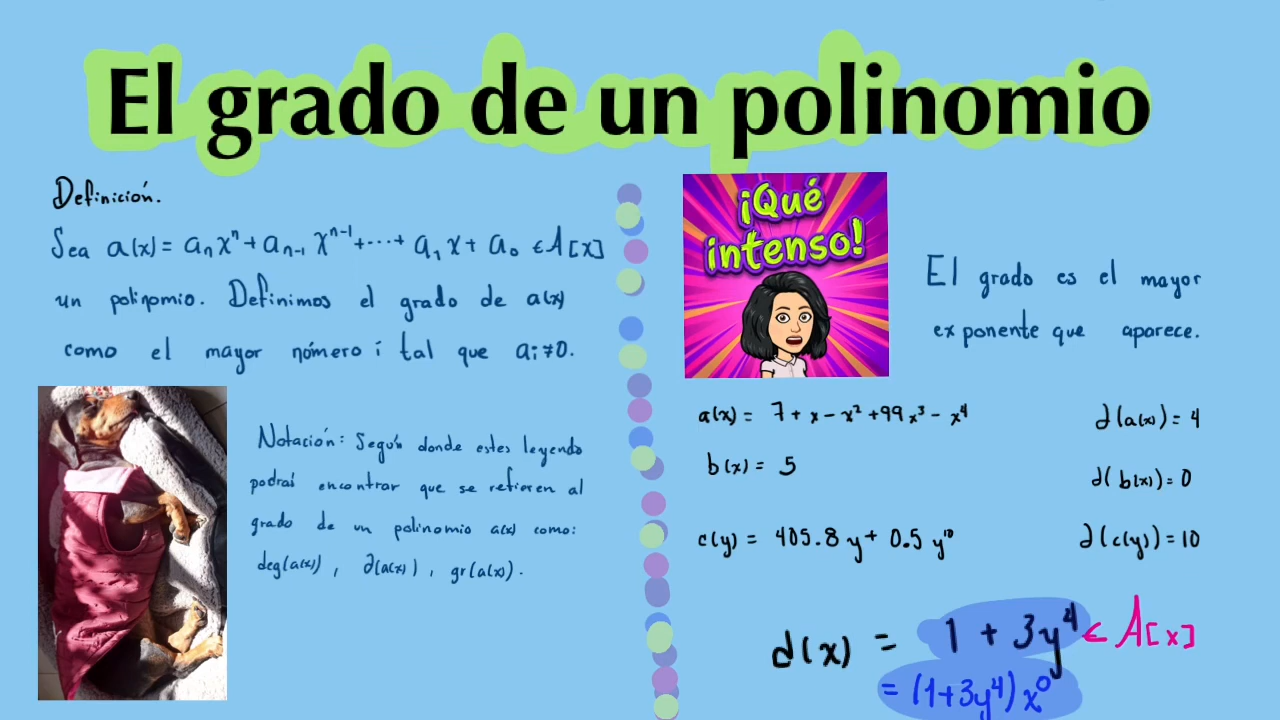 El grado de un polinomio
Definición.
Sea a(x) = aₙxⁿ + aₙ₋₁ xⁿ⁻¹ + ··· + a₁ x + a₀ ∈ A[x]
un polinomio. Definimos el grado de a(x)
como el mayor número i tal que aᵢ≠0.
Notación: Según donde estes leyendo
podrás encontrar que se refieren al
grado de un polinomio a(x) como:
deg(a(x)), ∂(a(x)), gr(a(x)).
¡Qué
intenso!
El grado es el mayor
exponente que aparece.
a(x) = 7 + x - x² + 99x³ - x⁴
∂(a(x)) = 4
b(x) = 5
∂(b(x)) = 0
c(y) = 405.8 y + 0.5 y¹⁰
∂(c(y)) = 10
d(x) = 1 + 3y⁴ ∈ A[x]
= (1+3y⁴) x⁰